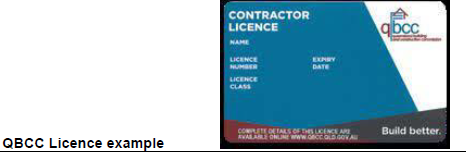 CONTRACTOR
LICENCE
NAME
LICENCE
NUMBER
EXPIRY
DATE
LICENCE
CLASS
qbcc
COMPLETE DETAILS OF THIS LICENCE ARE
AVAILABLE ONLINE WWW.QBCC.QLD.GOV.AU
Build better.
QBCC Licence example